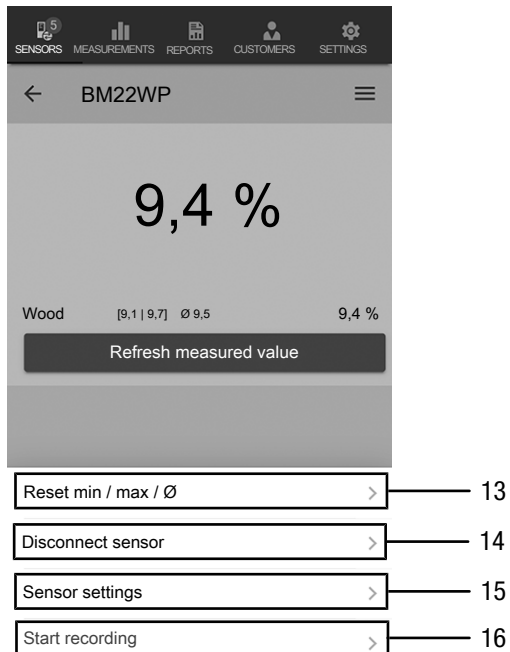 5
SENSORS MEASUREMENTS REPORTS CUSTOMERS SETTINGS
BM22WP
9,4 %
Wood [9,1 | 9,7] Ø 9,5 9,4 %
Refresh measured value
Reset min / max / Ø 13
Disconnect sensor 14
Sensor settings 15
Start recording 16